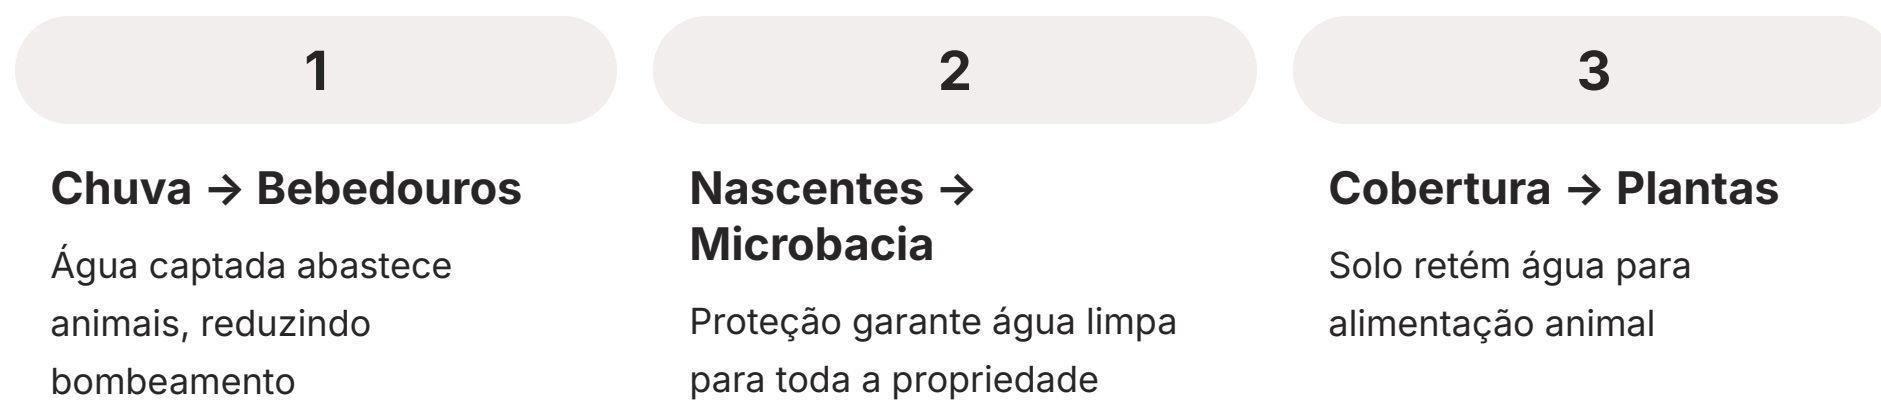 1
Chuva → Bebedouros
Água captada abastece
animais, reduzindo
bombeamento
2
Nascentes →
Microbacia
Proteção garante água limpa
para toda a propriedade
3
Cobertura → Plantas
Solo retém água para
alimentação animal